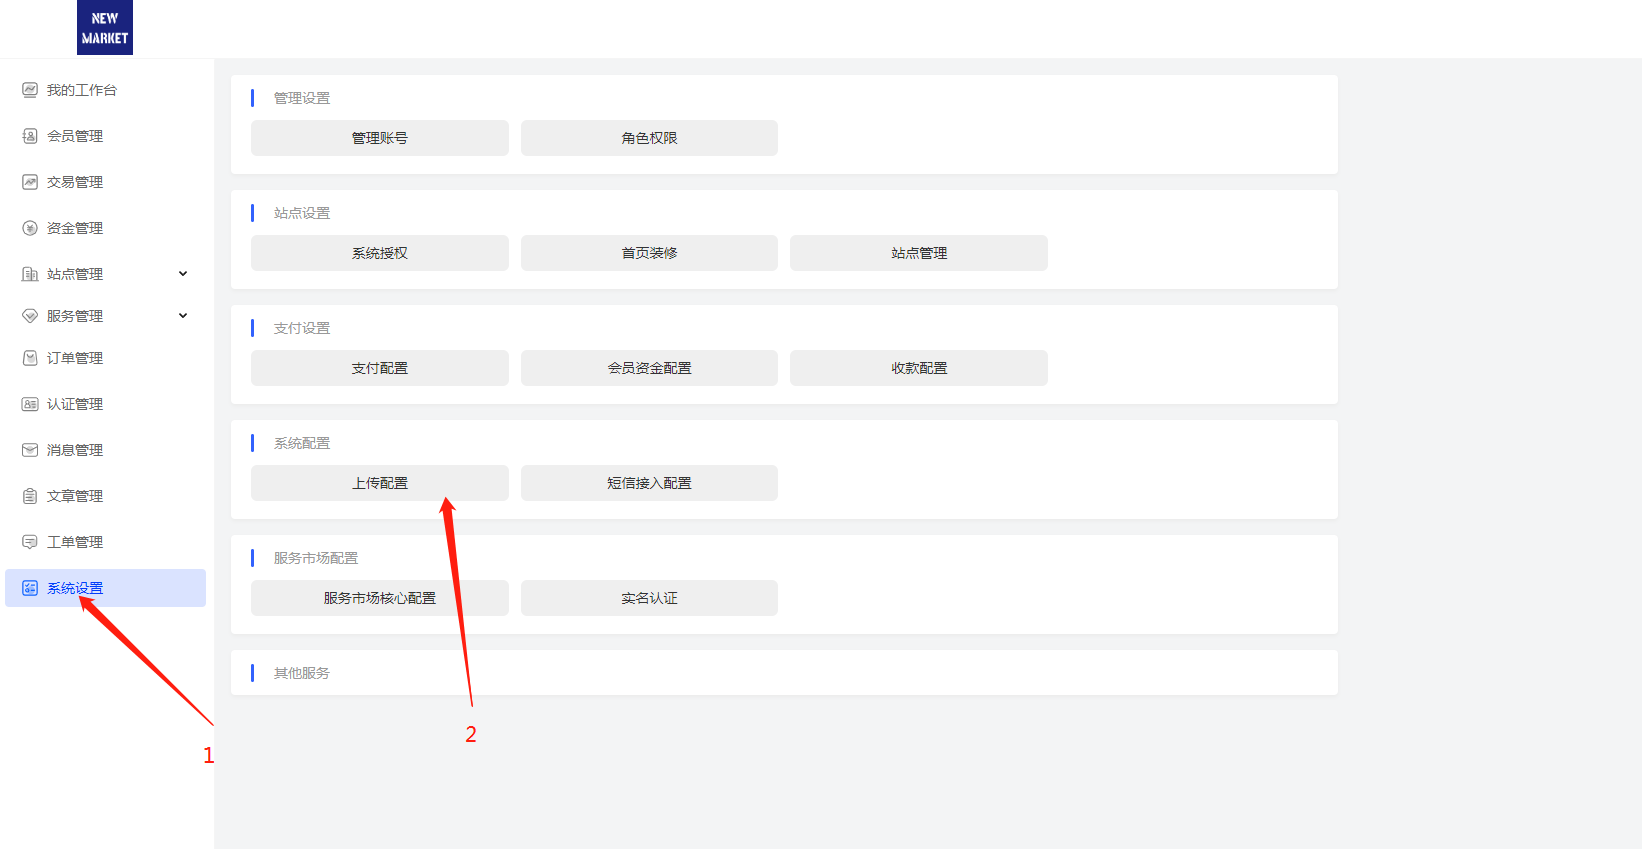 NEW
MARKET
我的工作台
会员管理
交易管理
资金管理
站点管理
服务管理
订单管理
认证管理
消息管理
文章管理
工单管理
系统设置
1
管理设置
管理账号 角色权限
站点设置
系统授权 首页装修 站点管理
支付设置
支付配置 会员资金配置 收款配置
系统配置
上传配置 短信接入配置
服务市场配置
服务市场核心配置 实名认证
其他服务
2